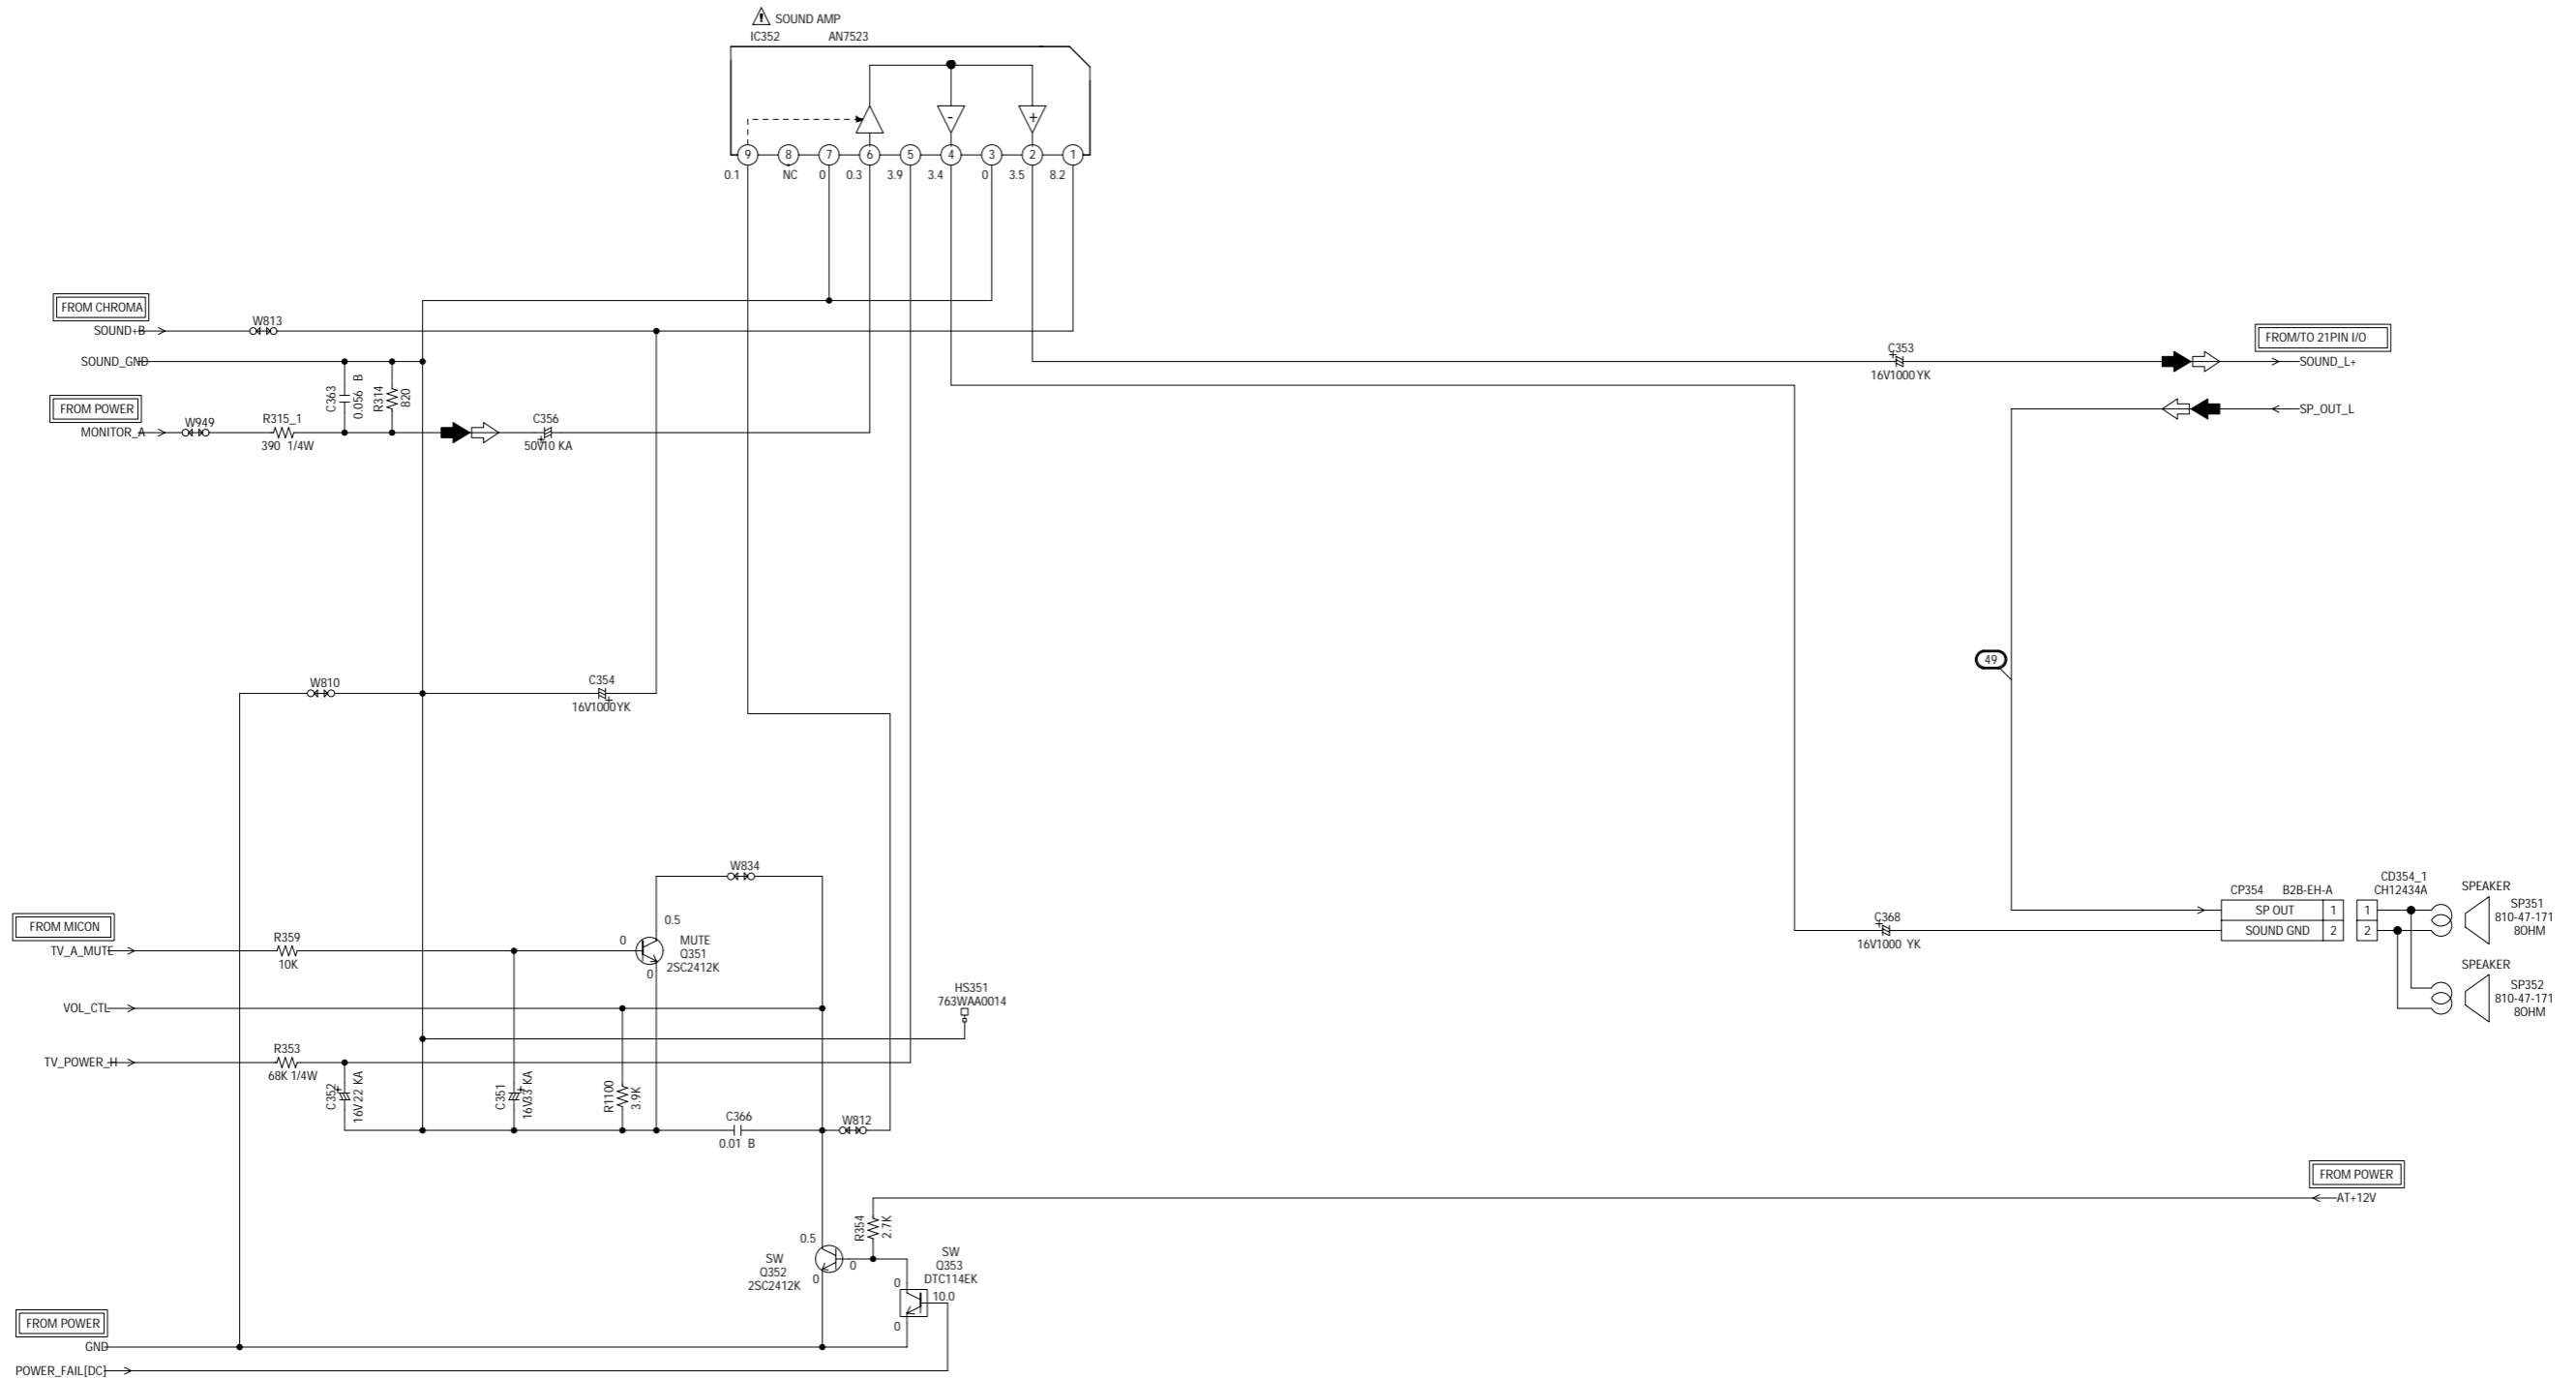 SOUND AMP
IC352 AN7523
- +
9 8 7 6 5 4 3 2 1
0.1 NC 0 0.3 3.9 3.4 0 3.5 8.2
FROM CHROMA
SOUND+B
W813
SOUND_GND
C363
0.056 B
R314
820
FROM POWER
MONITOR_A
W949
R315_1
390 1/4W
C356
50V10 KA
C353
16V1000 YK
FROM/TO 21PIN I/O
SOUND_L+
SP_OUT_L
49
W810
C354
16V1000YK
W834
FROM MICON
TV_A_MUTE
R359
10K
0.5
0
0
MUTE
Q351
2SC2412K
VOL_CTL
HS351
763WAA0014
TV_POWER_H
R353
68K 1/4W
C352
16V22 KA
C351
16V33 KA
R1100
3.9K
C366
0.01 B
W812
C368
16V1000 YK
CP354 B2B-EH-A
SP OUT 1
SOUND GND 2
CD354_1
CH12434A
1
2
SPEAKER
SP351
810-47-171
8OHM
SPEAKER
SP352
810-47-171
8OHM
FROM POWER
AT+12V
R354
2.7K
0.5
0
0
SW
Q352
2SC2412K
SW
Q353
DTC114EK
0
10.0
0
FROM POWER
GND
POWER_FAIL[DC]